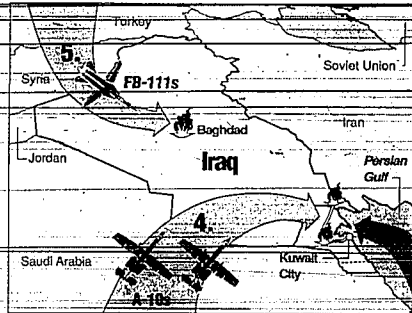 Turkey
5.
Soviet Union
Syria
FB-111s
Baghdad
Iran
Iraq
Jordan
Persian
Gulf
4.
Saudi Arabia
Kuwait
City
A-10s